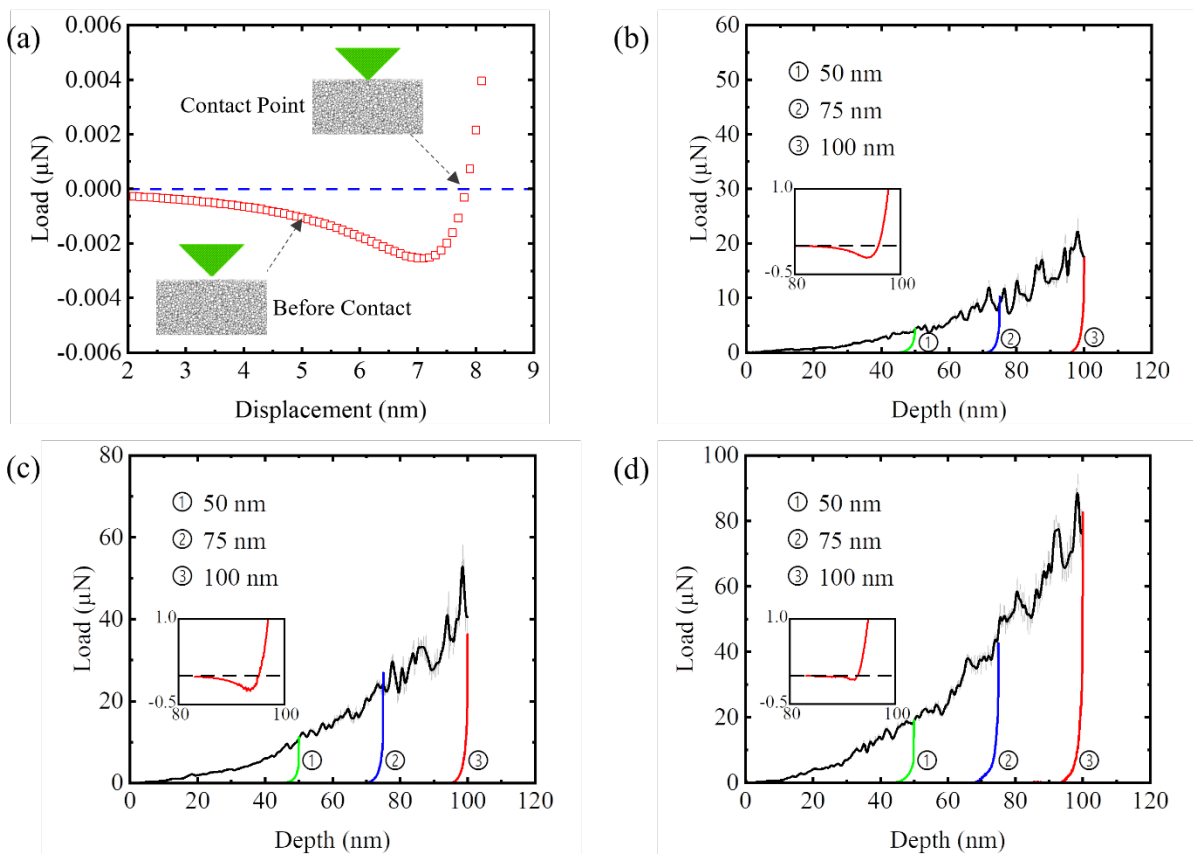 (a)
0.006
0.004
0.002
0.000
-0.002
-0.004
-0.006
Load (µN)
Contact Point
Before Contact
2 3 4 5 6 7 8 9
Displacement (nm)
(b)
60
50
40
30
20
10
0
Load (µN)
① 50 nm
② 75 nm
③ 100 nm
-0.5
80 100
① ② ③
0 20 40 60 80 100 120
Depth (nm)
(c)
80
60
40
20
0
Load (µN)
① 50 nm
② 75 nm
③ 100 nm
1.0
-0.5
80 100
① ② ③
0 20 40 60 80 100 120
Depth (nm)
(d)
100
80
60
40
20
0
Load (µN)
① 50 nm
② 75 nm
③ 100 nm
1.0
-0.5
80 100
① ② ③
0 20 40 60 80 100 120
Depth (nm)